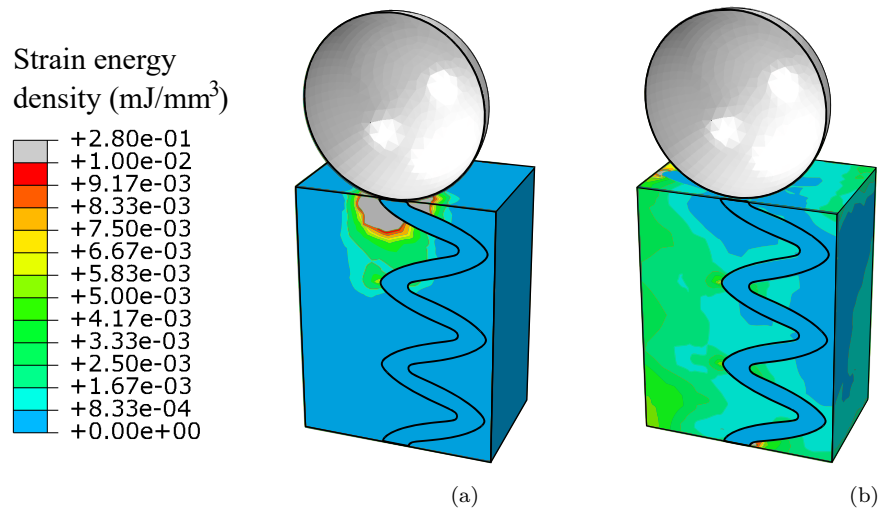 Strain energy
density (mJ/mm³)
+2.80e-01
+1.00e-02
+9.17e-03
+8.33e-03
+7.50e-03
+6.67e-03
+5.83e-03
+5.00e-03
+4.17e-03
+3.33e-03
+2.50e-03
+1.67e-03
+8.33e-04
+0.00e+00
(a)
(b)